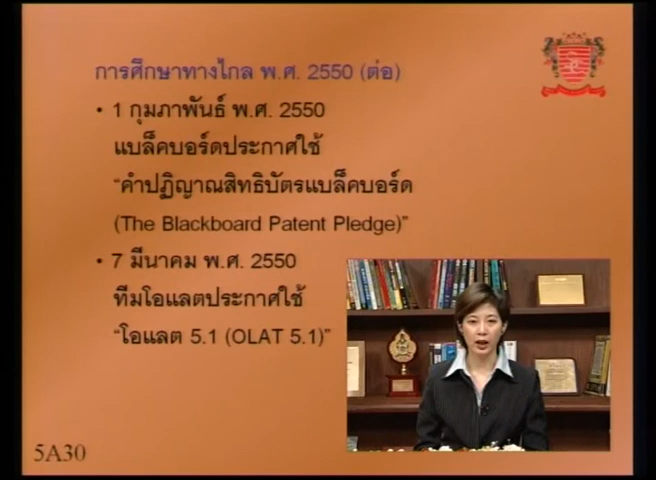 การศึกษาทางไกล พ.ศ. 2550 (ต่อ)
• 1 กุมภาพันธ์ พ.ศ. 2550
แบล็คบอร์ดประกาศใช้
“คำปฏิญาณสิทธิบัตรแบล็คบอร์ด
(The Blackboard Patent Pledge)”
• 7 มีนาคม พ.ศ. 2550
ทีมโอแลตประกาศใช้
“โอแลต 5.1 (OLAT 5.1)”
5A30